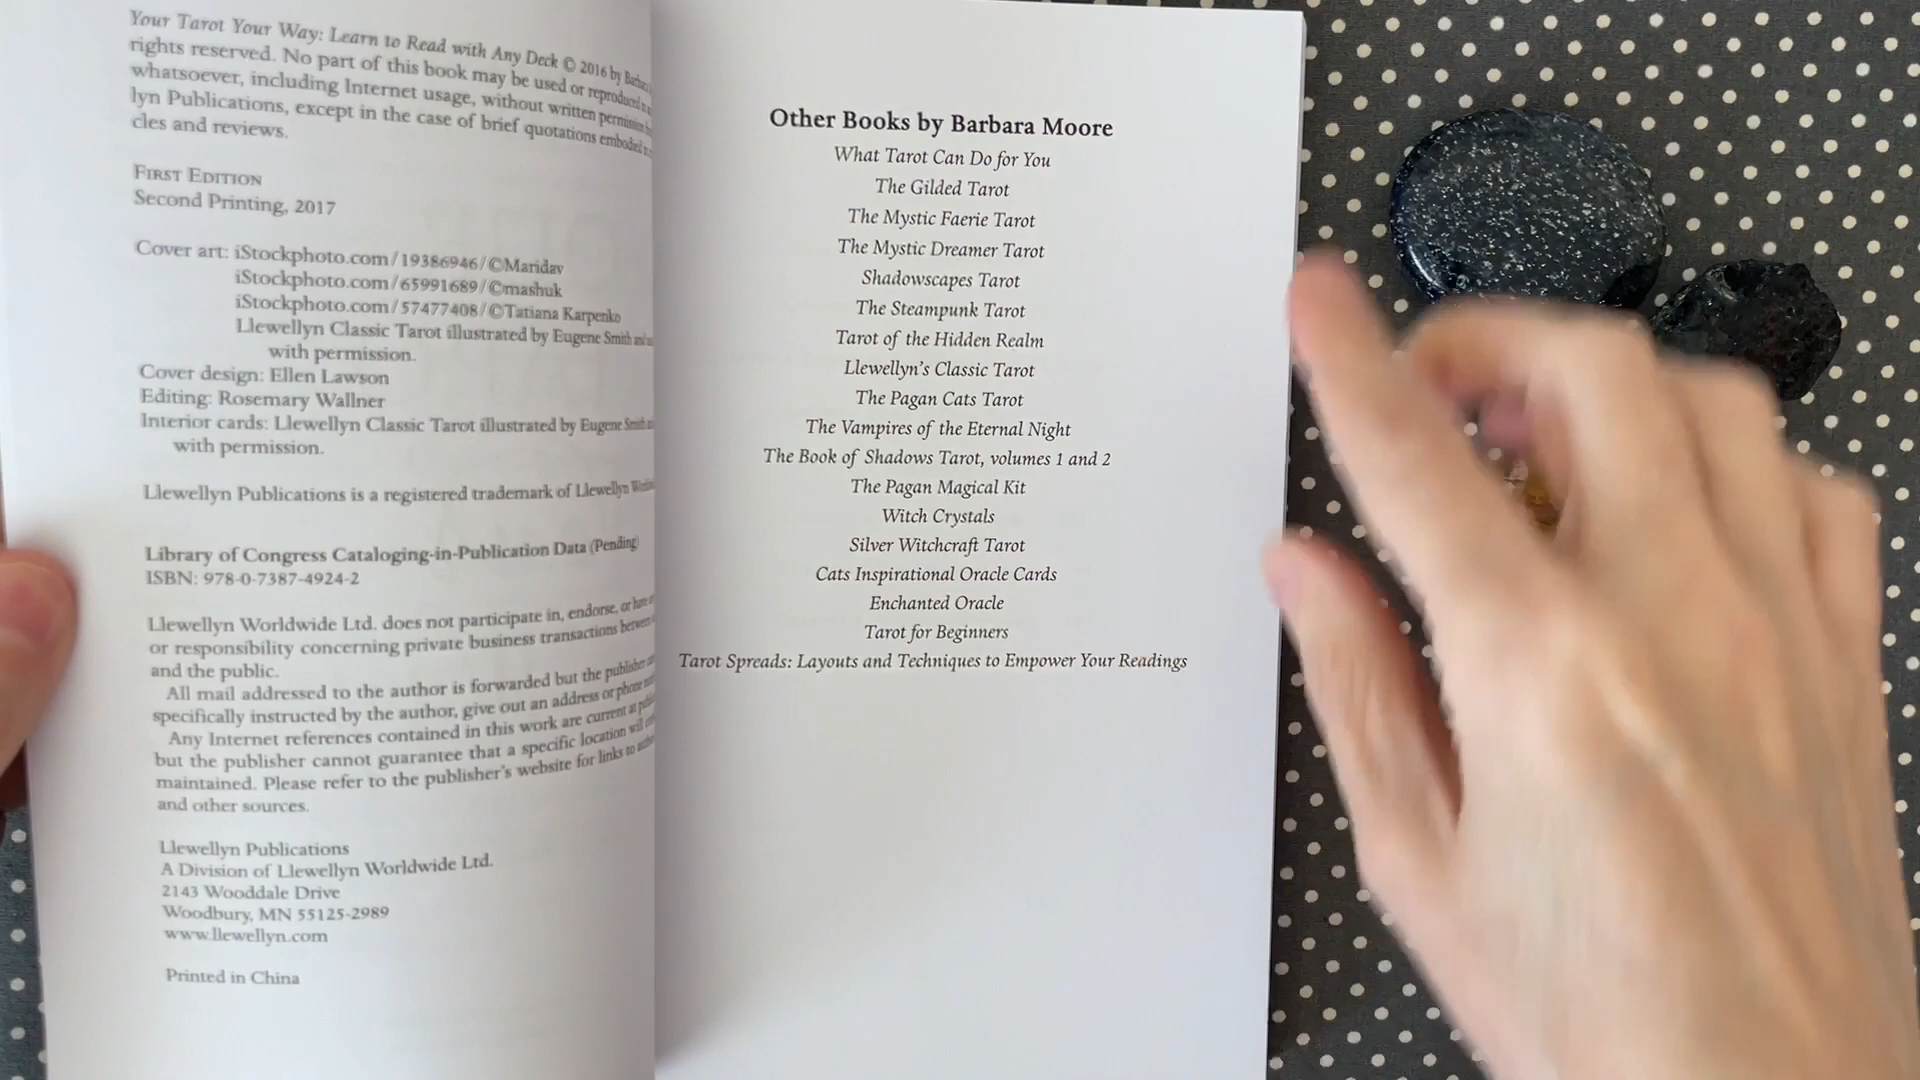 Your Tarot Your Way: Learn to Read with Any Deck © 2016 by Barbara
rights reserved. No part of this book may be used or reproduced in
whatsoever, including Internet usage, without written permission
lyn Publications, except in the case of brief quotations embodied
cles and reviews.
First Edition
Second Printing, 2017
Cover art: iStockphoto.com/19386946/©Maridav
iStockphoto.com/65991689/©mashuk
iStockphoto.com/57477408/©Tatiana Karpenko
Llewellyn Classic Tarot illustrated by Eugene Smith and
with permission.
Cover design: Ellen Lawson
Editing: Rosemary Wallner
Interior cards: Llewellyn Classic Tarot illustrated by Eugene Smith
with permission.
Llewellyn Publications is a registered trademark of Llewellyn
Library of Congress Cataloging-in-Publication Data (Pending)
ISBN: 978-0-7387-4924-2
Llewellyn Worldwide Ltd. does not participate in, endorse, or have
or responsibility concerning private business transactions between
and the public.
All mail addressed to the author is forwarded but the publisher
specifically instructed by the author, give out an address or phone
Any Internet references contained in this work are current at
but the publisher cannot guarantee that a specific location will
maintained. Please refer to the publisher's website for links to
and other sources.
Llewellyn Publications
A Division of Llewellyn Worldwide Ltd.
2143 Wooddale Drive
Woodbury, MN 55125-2989
www.llewellyn.com
Printed in China
Other Books by Barbara Moore
What Tarot Can Do for You
The Gilded Tarot
The Mystic Faerie Tarot
The Mystic Dreamer Tarot
Shadowscapes Tarot
The Steampunk Tarot
Tarot of the Hidden Realm
Llewellyn's Classic Tarot
The Pagan Cats Tarot
The Vampires of the Eternal Night
The Book of Shadows Tarot, volumes 1 and 2
The Pagan Magical Kit
Witch Crystals
Silver Witchcraft Tarot
Cats Inspirational Oracle Cards
Enchanted Oracle
Tarot for Beginners
Tarot Spreads: Layouts and Techniques to Empower Your Readings